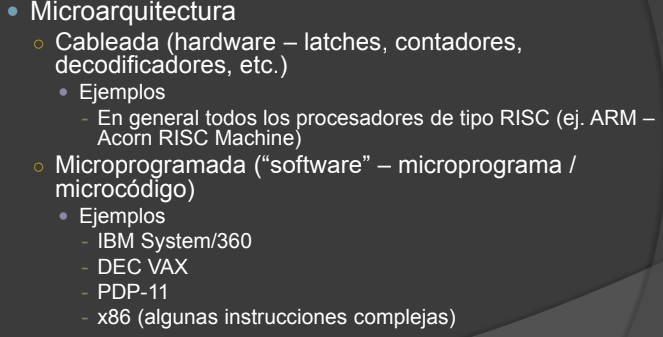 • Microarquitectura
○ Cableada (hardware – latches, contadores,
decodificadores, etc.)
• Ejemplos
- En general todos los procesadores de tipo RISC (ej. ARM –
Acorn RISC Machine)
○ Microprogramada (“software” – microprograma /
microcódigo)
• Ejemplos
- IBM System/360
- DEC VAX
- PDP-11
- x86 (algunas instrucciones complejas)